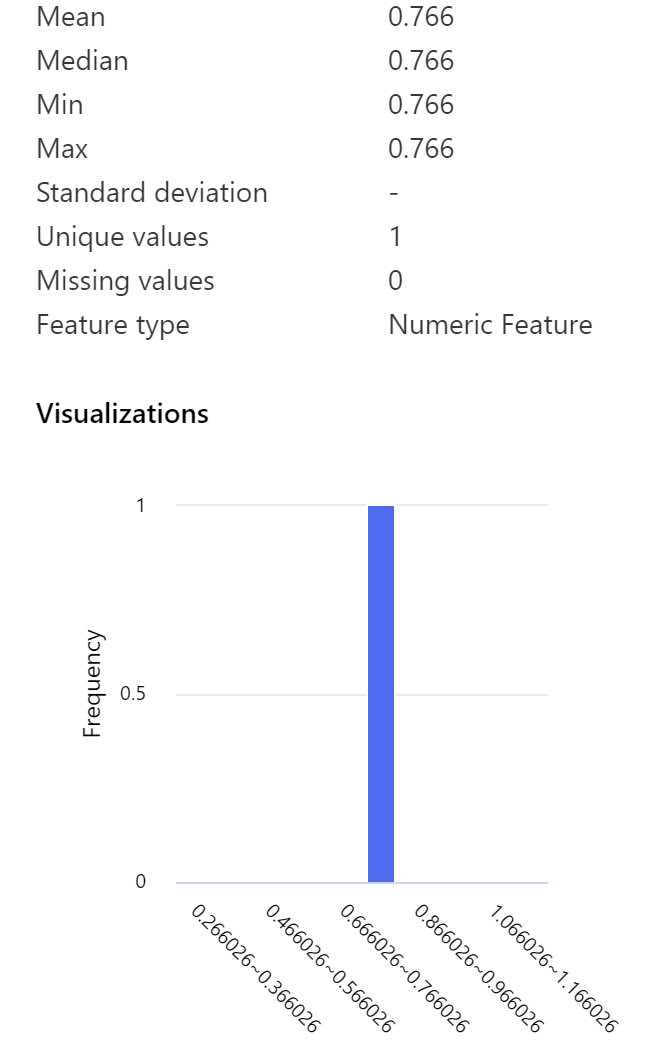 Mean 0.766
Median 0.766
Min 0.766
Max 0.766
Standard deviation -
Unique values 1
Missing values 0
Feature type Numeric Feature
Visualizations
1
0.5
0
Frequency
0.266026~0.366026
0.466026~0.566026
0.666026~0.766026
0.866026~0.966026
1.066026~1.166026